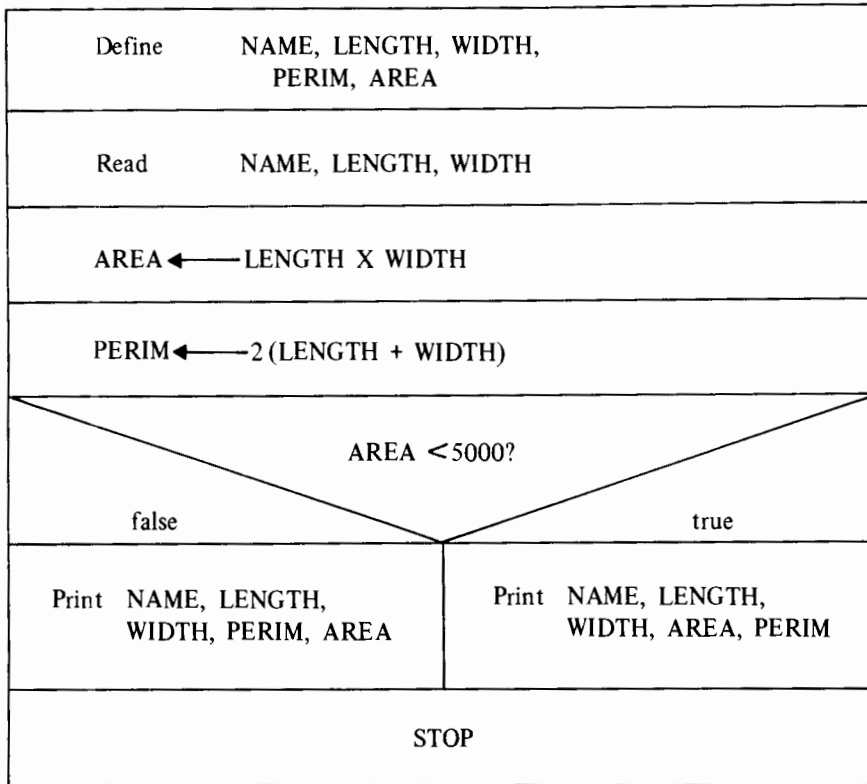 Define NAME, LENGTH, WIDTH,
PERIM, AREA
Read NAME, LENGTH, WIDTH
AREA ← LENGTH X WIDTH
PERIM ← 2 (LENGTH + WIDTH)
AREA < 5000?
false
true
Print NAME, LENGTH,
WIDTH, PERIM, AREA
Print NAME, LENGTH,
WIDTH, AREA, PERIM
STOP